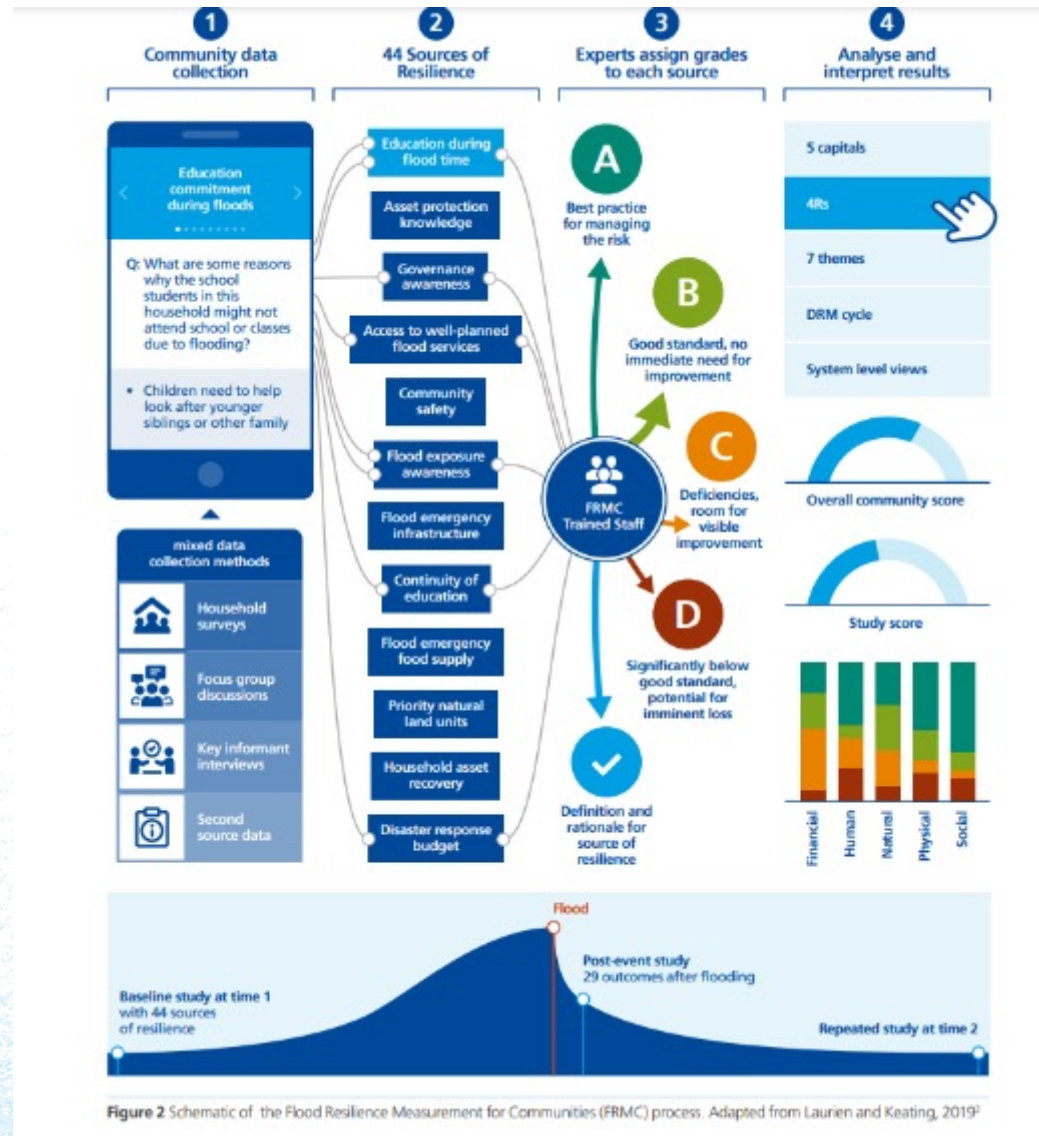 1
Community data
collection
2
44 Sources of
Resilience
3
Experts assign grades
to each source
4
Analyse and
interpret results
Education
commitment
during floods
Q: What are some reasons
why the school
students in this
household might not
attend school or classes
due to flooding?
• Children need to help
look after younger
siblings or other family
mixed data
collection methods
Household
surveys
Focus group
discussions
Key informant
interviews
Second
source data
Education during
flood time
Asset protection
knowledge
Governance
awareness
Access to well-planned
flood services
Community
safety
Flood exposure
awareness
Flood emergency
infrastructure
Continuity of
education
Flood emergency
food supply
Priority natural
land units
Household asset
recovery
Disaster response
budget
A
Best practice
for managing
the risk
B
Good standard, no
immediate need for
improvement
C
Deficiencies,
room for
visible
improvement
FRMC
Trained Staff
D
Significantly below
good standard,
potential for
imminent loss
Definition and
rationale for
source of
resilience
5 capitals
4Rs
7 themes
DRM cycle
System level views
Overall community score
Study score
Financial
Human
Natural
Physical
Social
Flood
Post-event study
29 outcomes after flooding
Baseline study at time 1
with 44 sources
of resilience
Repeated study at time 2
Figure 2 Schematic of the Flood Resilience Measurement for Communities (FRMC) process. Adapted from Laurien and Keating, 2019²